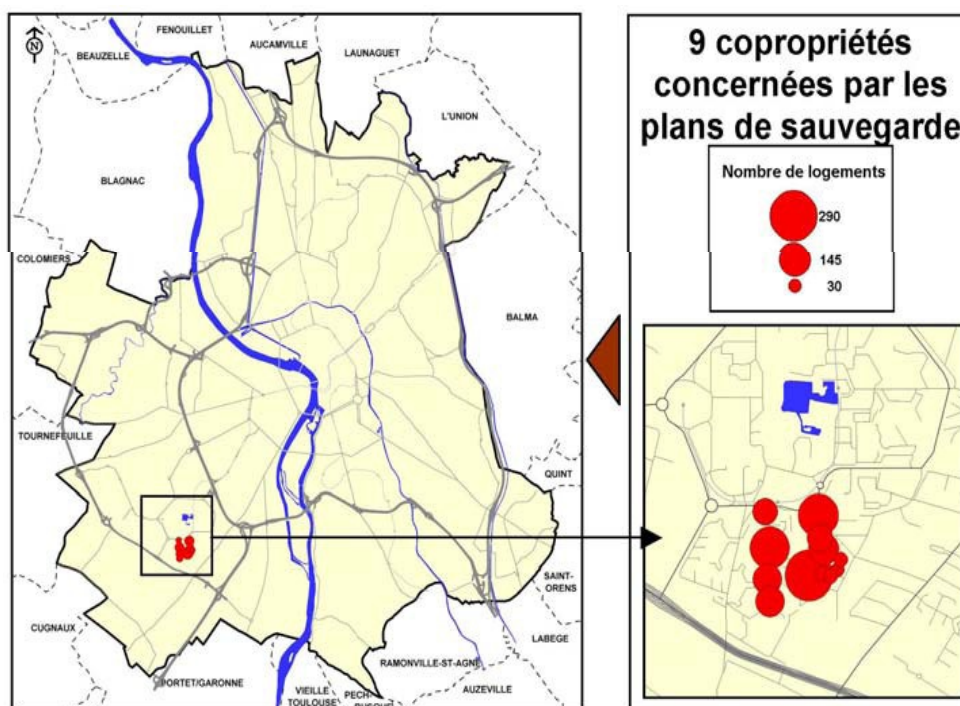 N
FENOUILLET
AUCAMVILLE
LAUNAGUET
BEAUZELLE
L'UNION
BLAGNAC
COLOMIERS
BALMA
TOURNEFEUILLE
QUINT
SAINT-
ORENS
CUGNAUX
LABEGE
RAMONVILLE-ST-AGNE
PORTET/GARONNE
AUZEVILLE
VIEILLE
TOULOUSE
PECH-
9 copropriétés
concernées par les
plans de sauvegarde
Nombre de logements
290
145
30